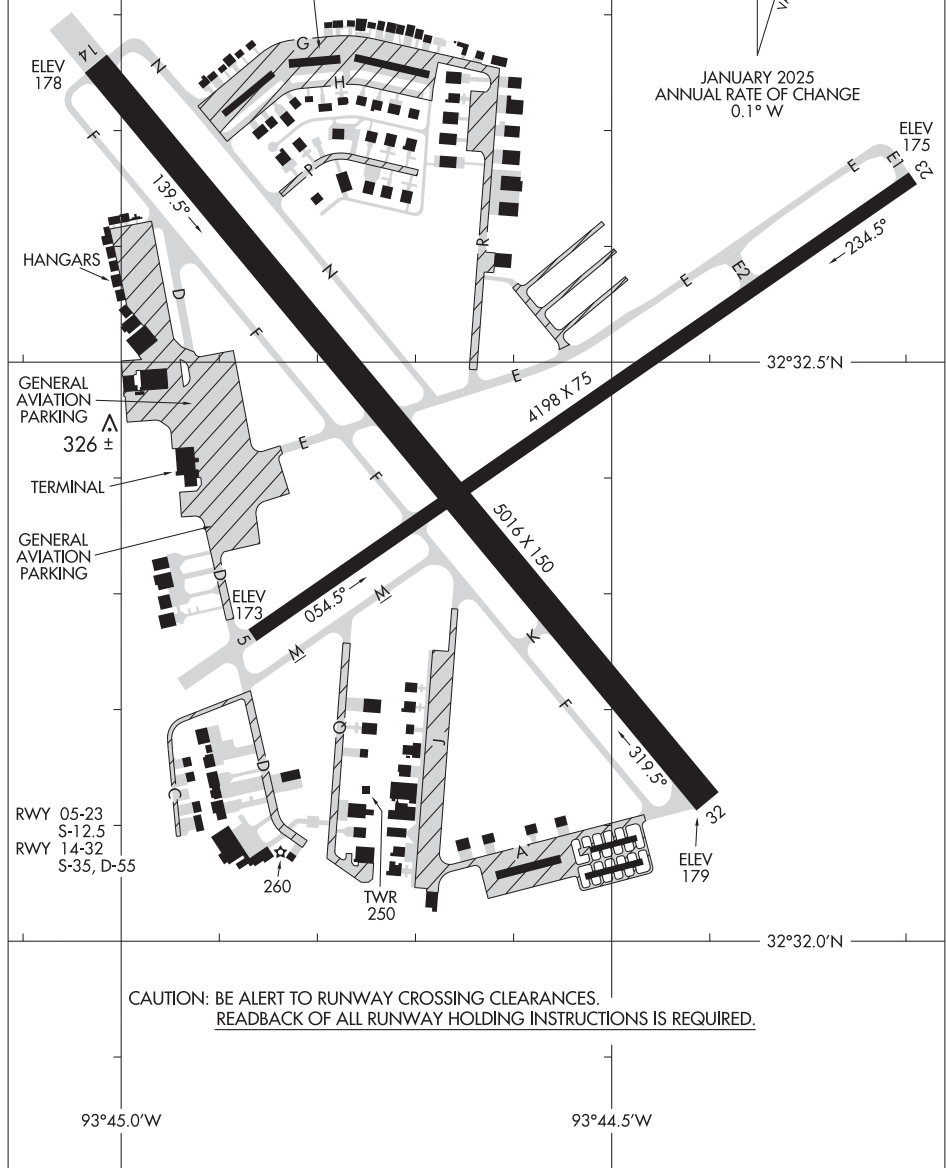 14
ELEV
178
N
G
H
F
P
139.5°
JANUARY 2025
ANNUAL RATE OF CHANGE
0.1° W
ELEV
175
E
E1
23
234.5°
HANGARS
D
N
R
F
E
E2
32°32.5'N
GENERAL
AVIATION
PARKING
326 ±
E
4198 X 75
E
TERMINAL
F
5016 X 150
GENERAL
AVIATION
PARKING
D
ELEV
173
5
054.5°
M
M
K
F
Q
J
D
C
319.5°
32
ELEV
179
RWY 05-23
S-12.5
RWY 14-32
S-35, D-55
260
TWR
250
A
32°32.0'N
CAUTION: BE ALERT TO RUNWAY CROSSING CLEARANCES.
READBACK OF ALL RUNWAY HOLDING INSTRUCTIONS IS REQUIRED.
93°45.0'W
93°44.5'W